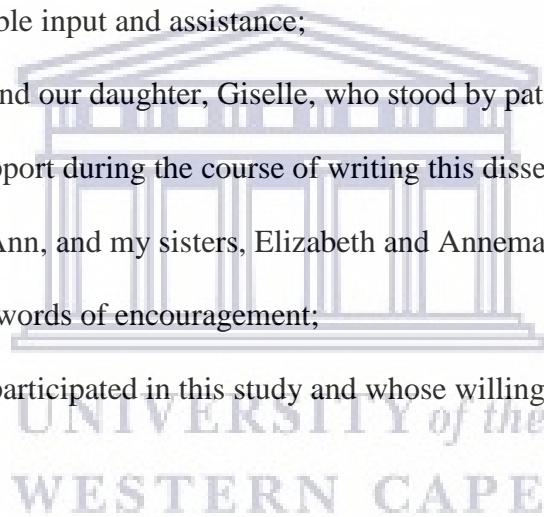 ble input and assistance;
nd our daughter, Giselle, who stood by pat
port during the course of writing this disse
Ann, and my sisters, Elizabeth and Annema
words of encouragement;
participated in this study and whose willing
UNIVERSITY of the
WESTERN CAPE